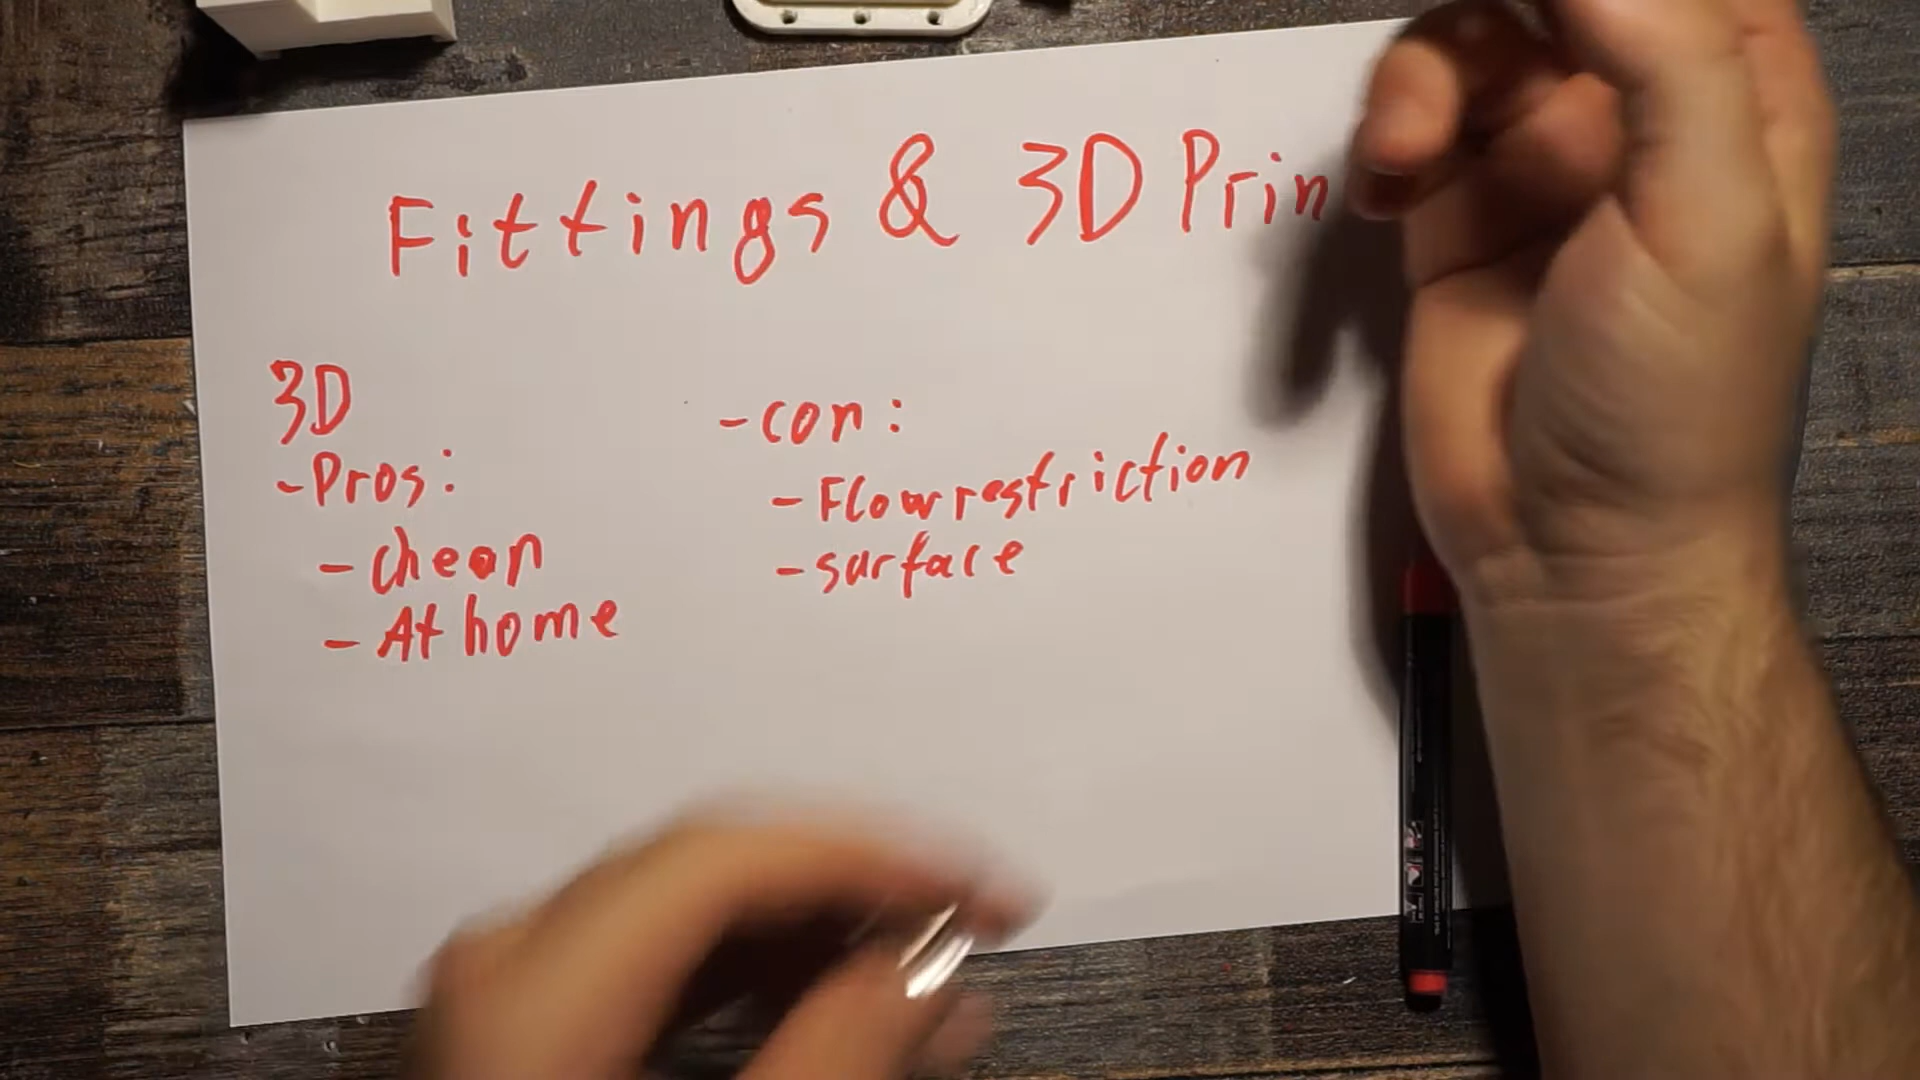 Fittings & 3D Prin
3D
-Pros:
- cheap
- At home
- con:
- Flowrestriction
- surface